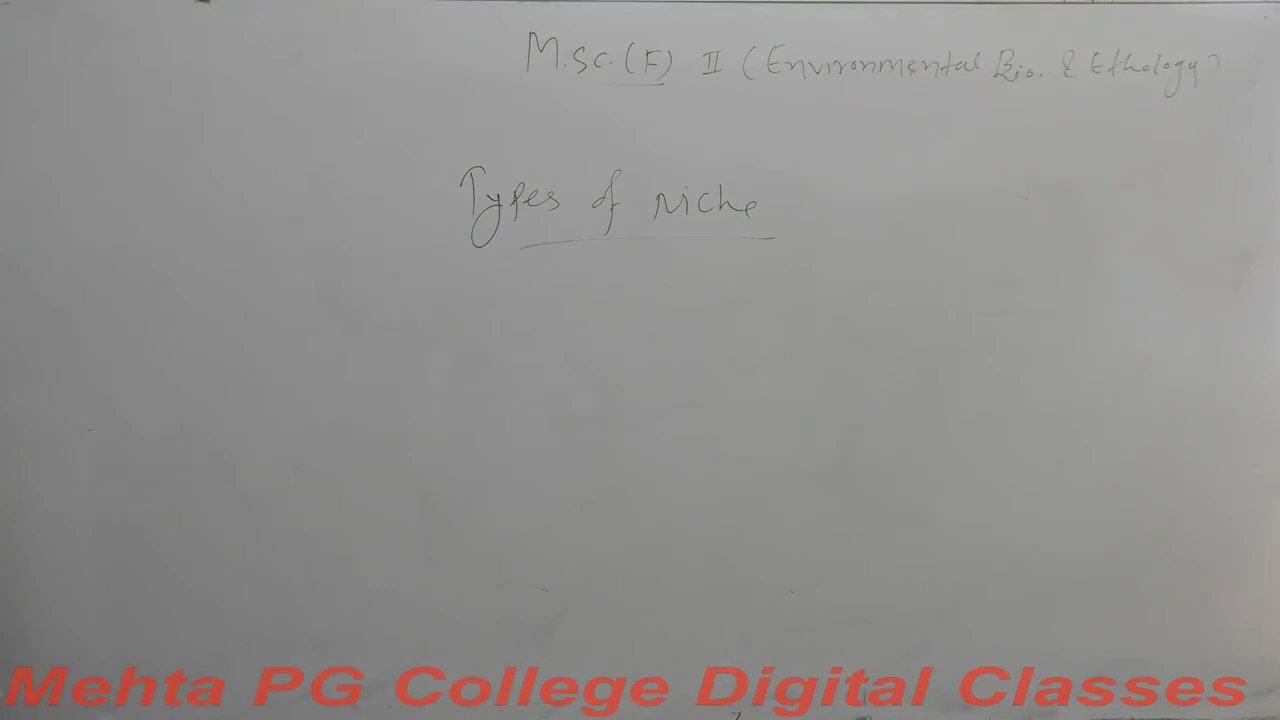 M.Sc.(F) II (Environmental Bio. & Ethology)
Types of Niche
Mehta PG College Digital Classes